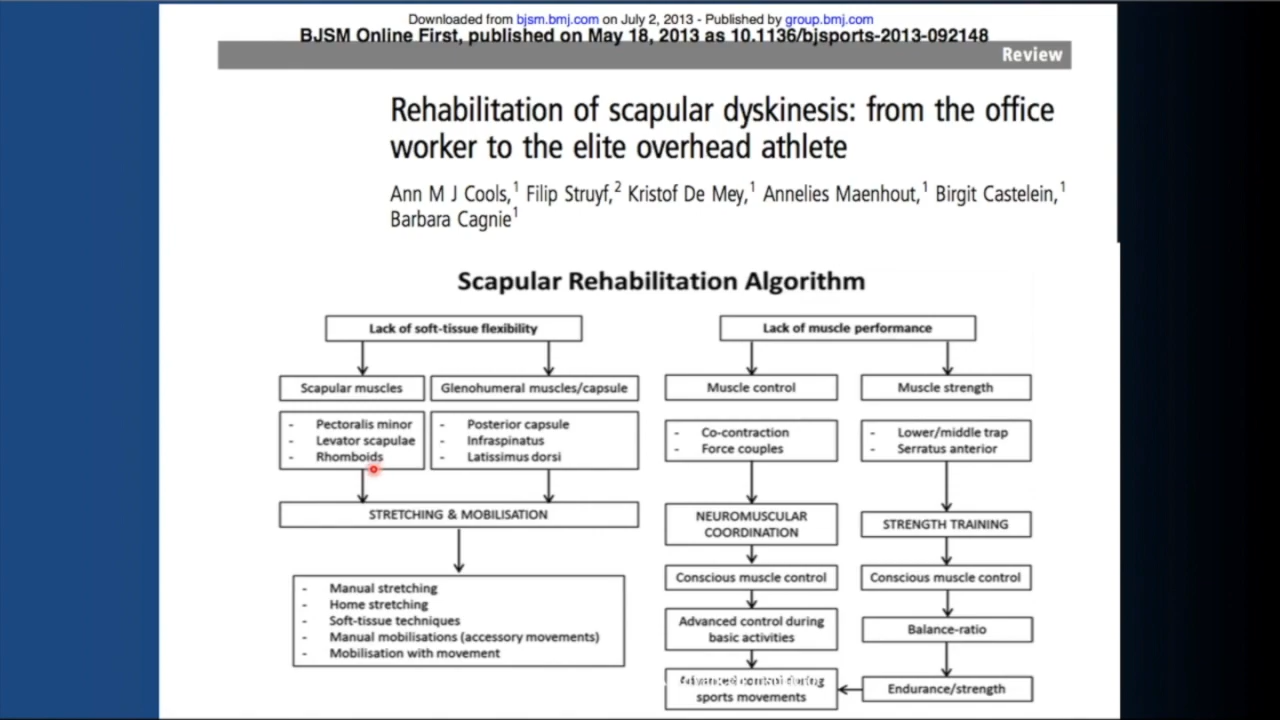 Downloaded from bjsm.bmj.com on July 2, 2013 - Published by group.bmj.com
BJSM Online First, published on May 18, 2013 as 10.1136/bjsports-2013-092148
Review
Rehabilitation of scapular dyskinesis: from the office
worker to the elite overhead athlete
Ann M J Cools,1 Filip Struyf,2 Kristof De Mey,1 Annelies Maenhout,1 Birgit Castelein,1
Barbara Cagnie1
Scapular Rehabilitation Algorithm
Lack of soft-tissue flexibility
Scapular muscles
- Pectoralis minor
- Levator scapulae
- Rhomboids
Glenohumeral muscles/capsule
- Posterior capsule
- Infraspinatus
- Latissimus dorsi
STRETCHING & MOBILISATION
- Manual stretching
- Home stretching
- Soft-tissue techniques
- Manual mobilisations (accessory movements)
- Mobilisation with movement
Lack of muscle performance
Muscle control
- Co-contraction
- Force couples
NEUROMUSCULAR
COORDINATION
Conscious muscle control
Advanced control during
basic activities
Advanced control during
sports movements
Muscle strength
- Lower/middle trap
- Serratus anterior
STRENGTH TRAINING
Conscious muscle control
Balance-ratio
Endurance/strength